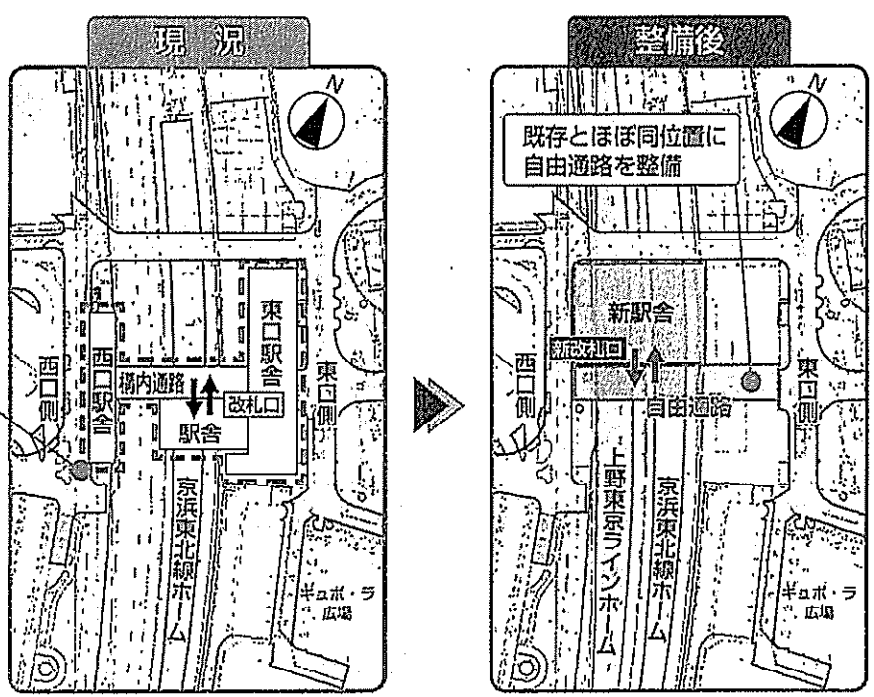 現 況
N
西口側
西口駅舎
構内通路
改札口
駅舎
東口駅舎
東口側
京浜東北線ホーム
キュポ・ラ
広場
整備後
N
既存とほぼ同位置に
自由通路を整備
新駅舎
新改札口
自由通路
西口側
東口側
上野東京ラインホーム
京浜東北線ホーム
キュポ・ラ
広場